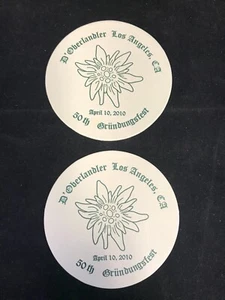 D'Oberlandler Los Angeles, CA
April 10, 2010
50th Gründungsfest
D'Oberlandler Los Angeles, CA
April 10, 2010
50th Gründungsfest